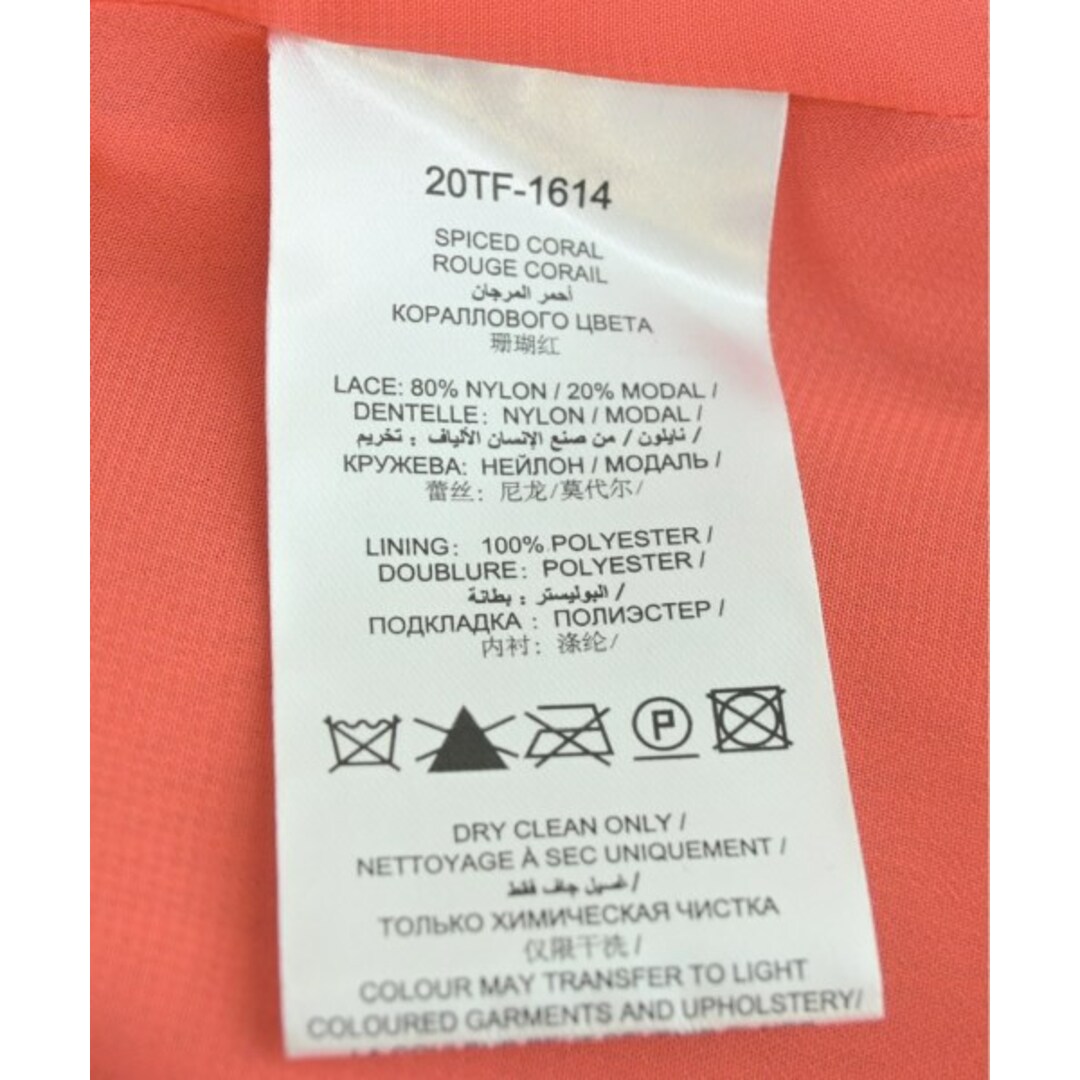 20TF-1614
SPICED CORAL
ROUGE CORAIL
أحمر المرجان
КОРАЛЛОВОГО ЦВЕТА
珊瑚红
LACE: 80% NYLON / 20% MODAL /
DENTELLE: NYLON / MODAL /
نايلون / من صنع الإنسان الألياف : تخريم /
КРУЖЕВА: НЕЙЛОН / МОДАЛЬ /
蕾丝: 尼龙/莫代尔/
LINING: 100% POLYESTER /
DOUBLURE: POLYESTER /
البوليستر : بطانة /
ПОДКЛАДКА : ПОЛИЭСТЕР /
内衬: 涤纶/
P
DRY CLEAN ONLY /
NETTOYAGE À SEC UNIQUEMENT /
غسيل جاف فقط /
ТОЛЬКО ХИМИЧЕСКАЯ ЧИСТКА
仅限干洗 /
COLOUR MAY TRANSFER TO LIGHT
COLOURED GARMENTS AND UPHOLSTERY/